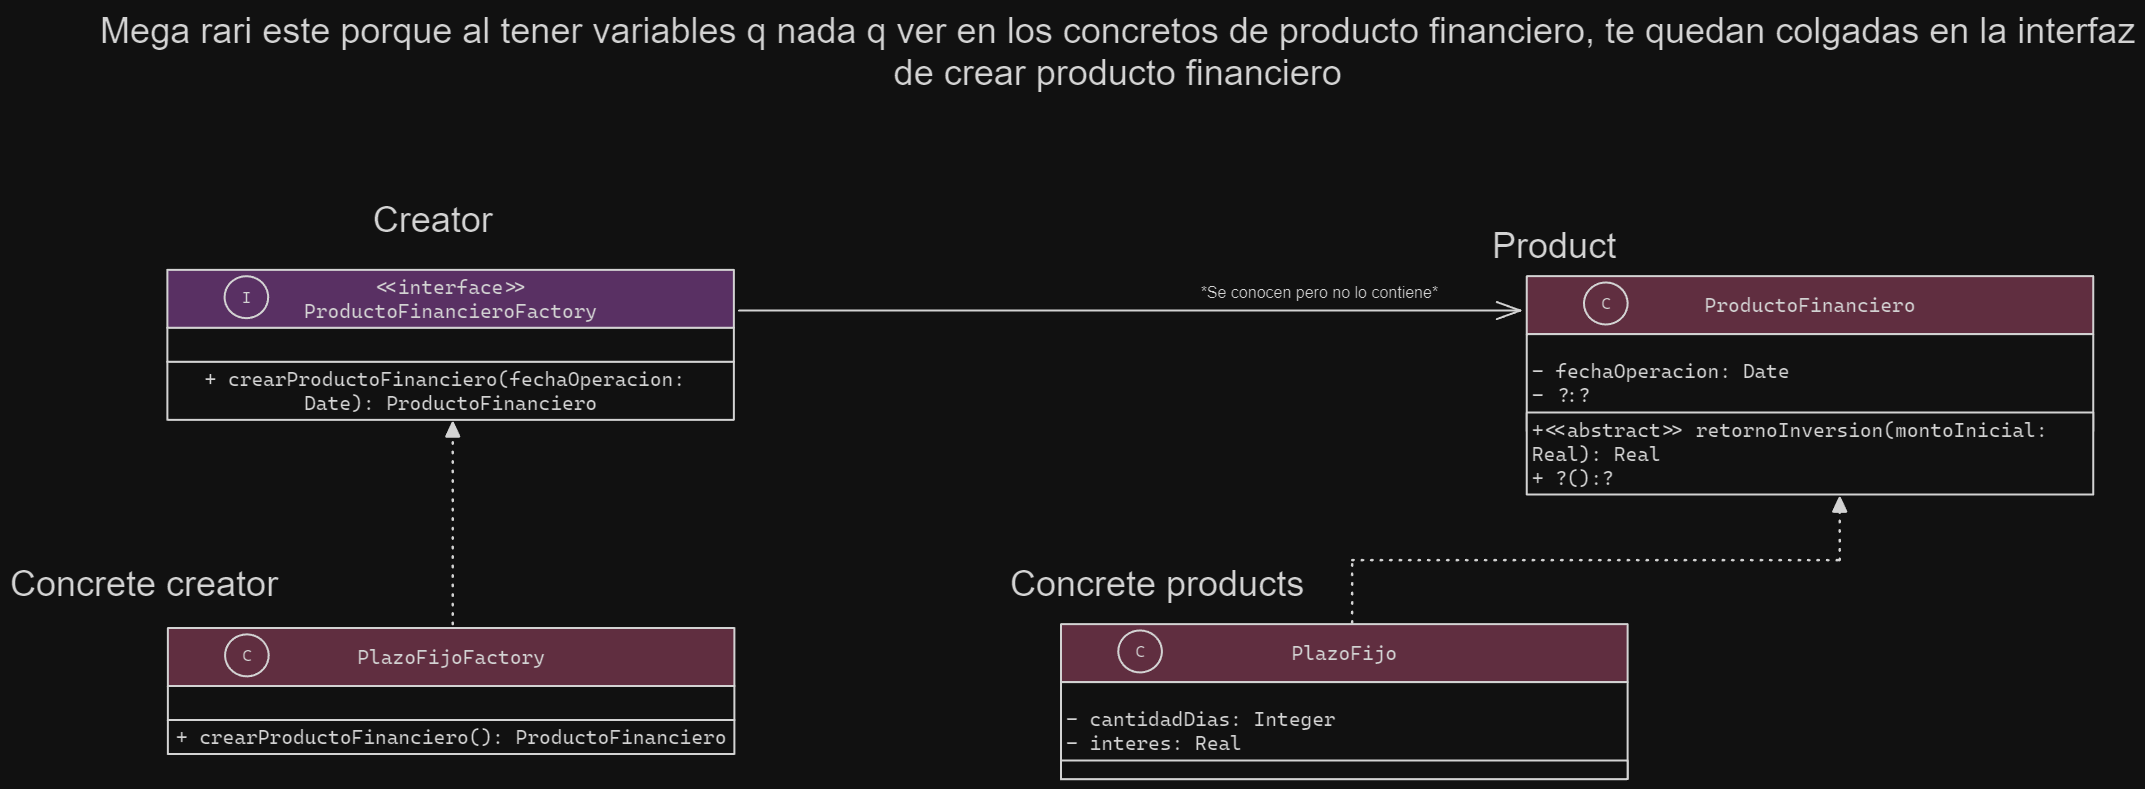 Mega rari este porque al tener variables q nada q ver en los concretos de producto financiero, te quedan colgadas en la interfaz
de crear producto financiero
Creator
Product
<<interface>>
I
ProductoFinancieroFactory
*Se conocen pero no lo contiene*
C
ProductoFinanciero
+ crearProductoFinanciero(fechaOperacion:
Date): ProductoFinanciero
- fechaOperacion: Date
- ?:?
+<<abstract>> retornoInversion(montoInicial:
Real): Real
+ ?():?
Concrete creator
Concrete products
C
PlazoFijoFactory
+ crearProductoFinanciero(): ProductoFinanciero
C
PlazoFijo
- cantidadDias: Integer
- interes: Real